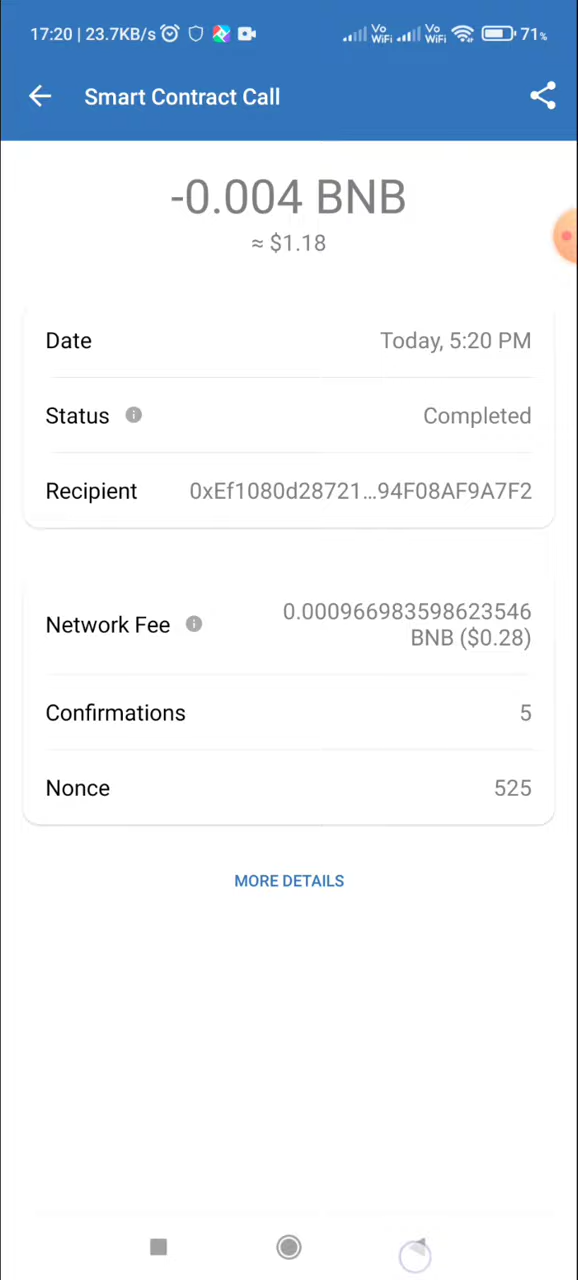 17:20 | 23.7KB/s Vo WiFi Vo WiFi 71%
Smart Contract Call
-0.004 BNB
≈ $1.18
Date Today, 5:20 PM
Status Completed
Recipient 0xEf1080d28721...94F08AF9A7F2
Network Fee 0.000966983598623546
BNB ($0.28)
Confirmations 5
Nonce 525
MORE DETAILS